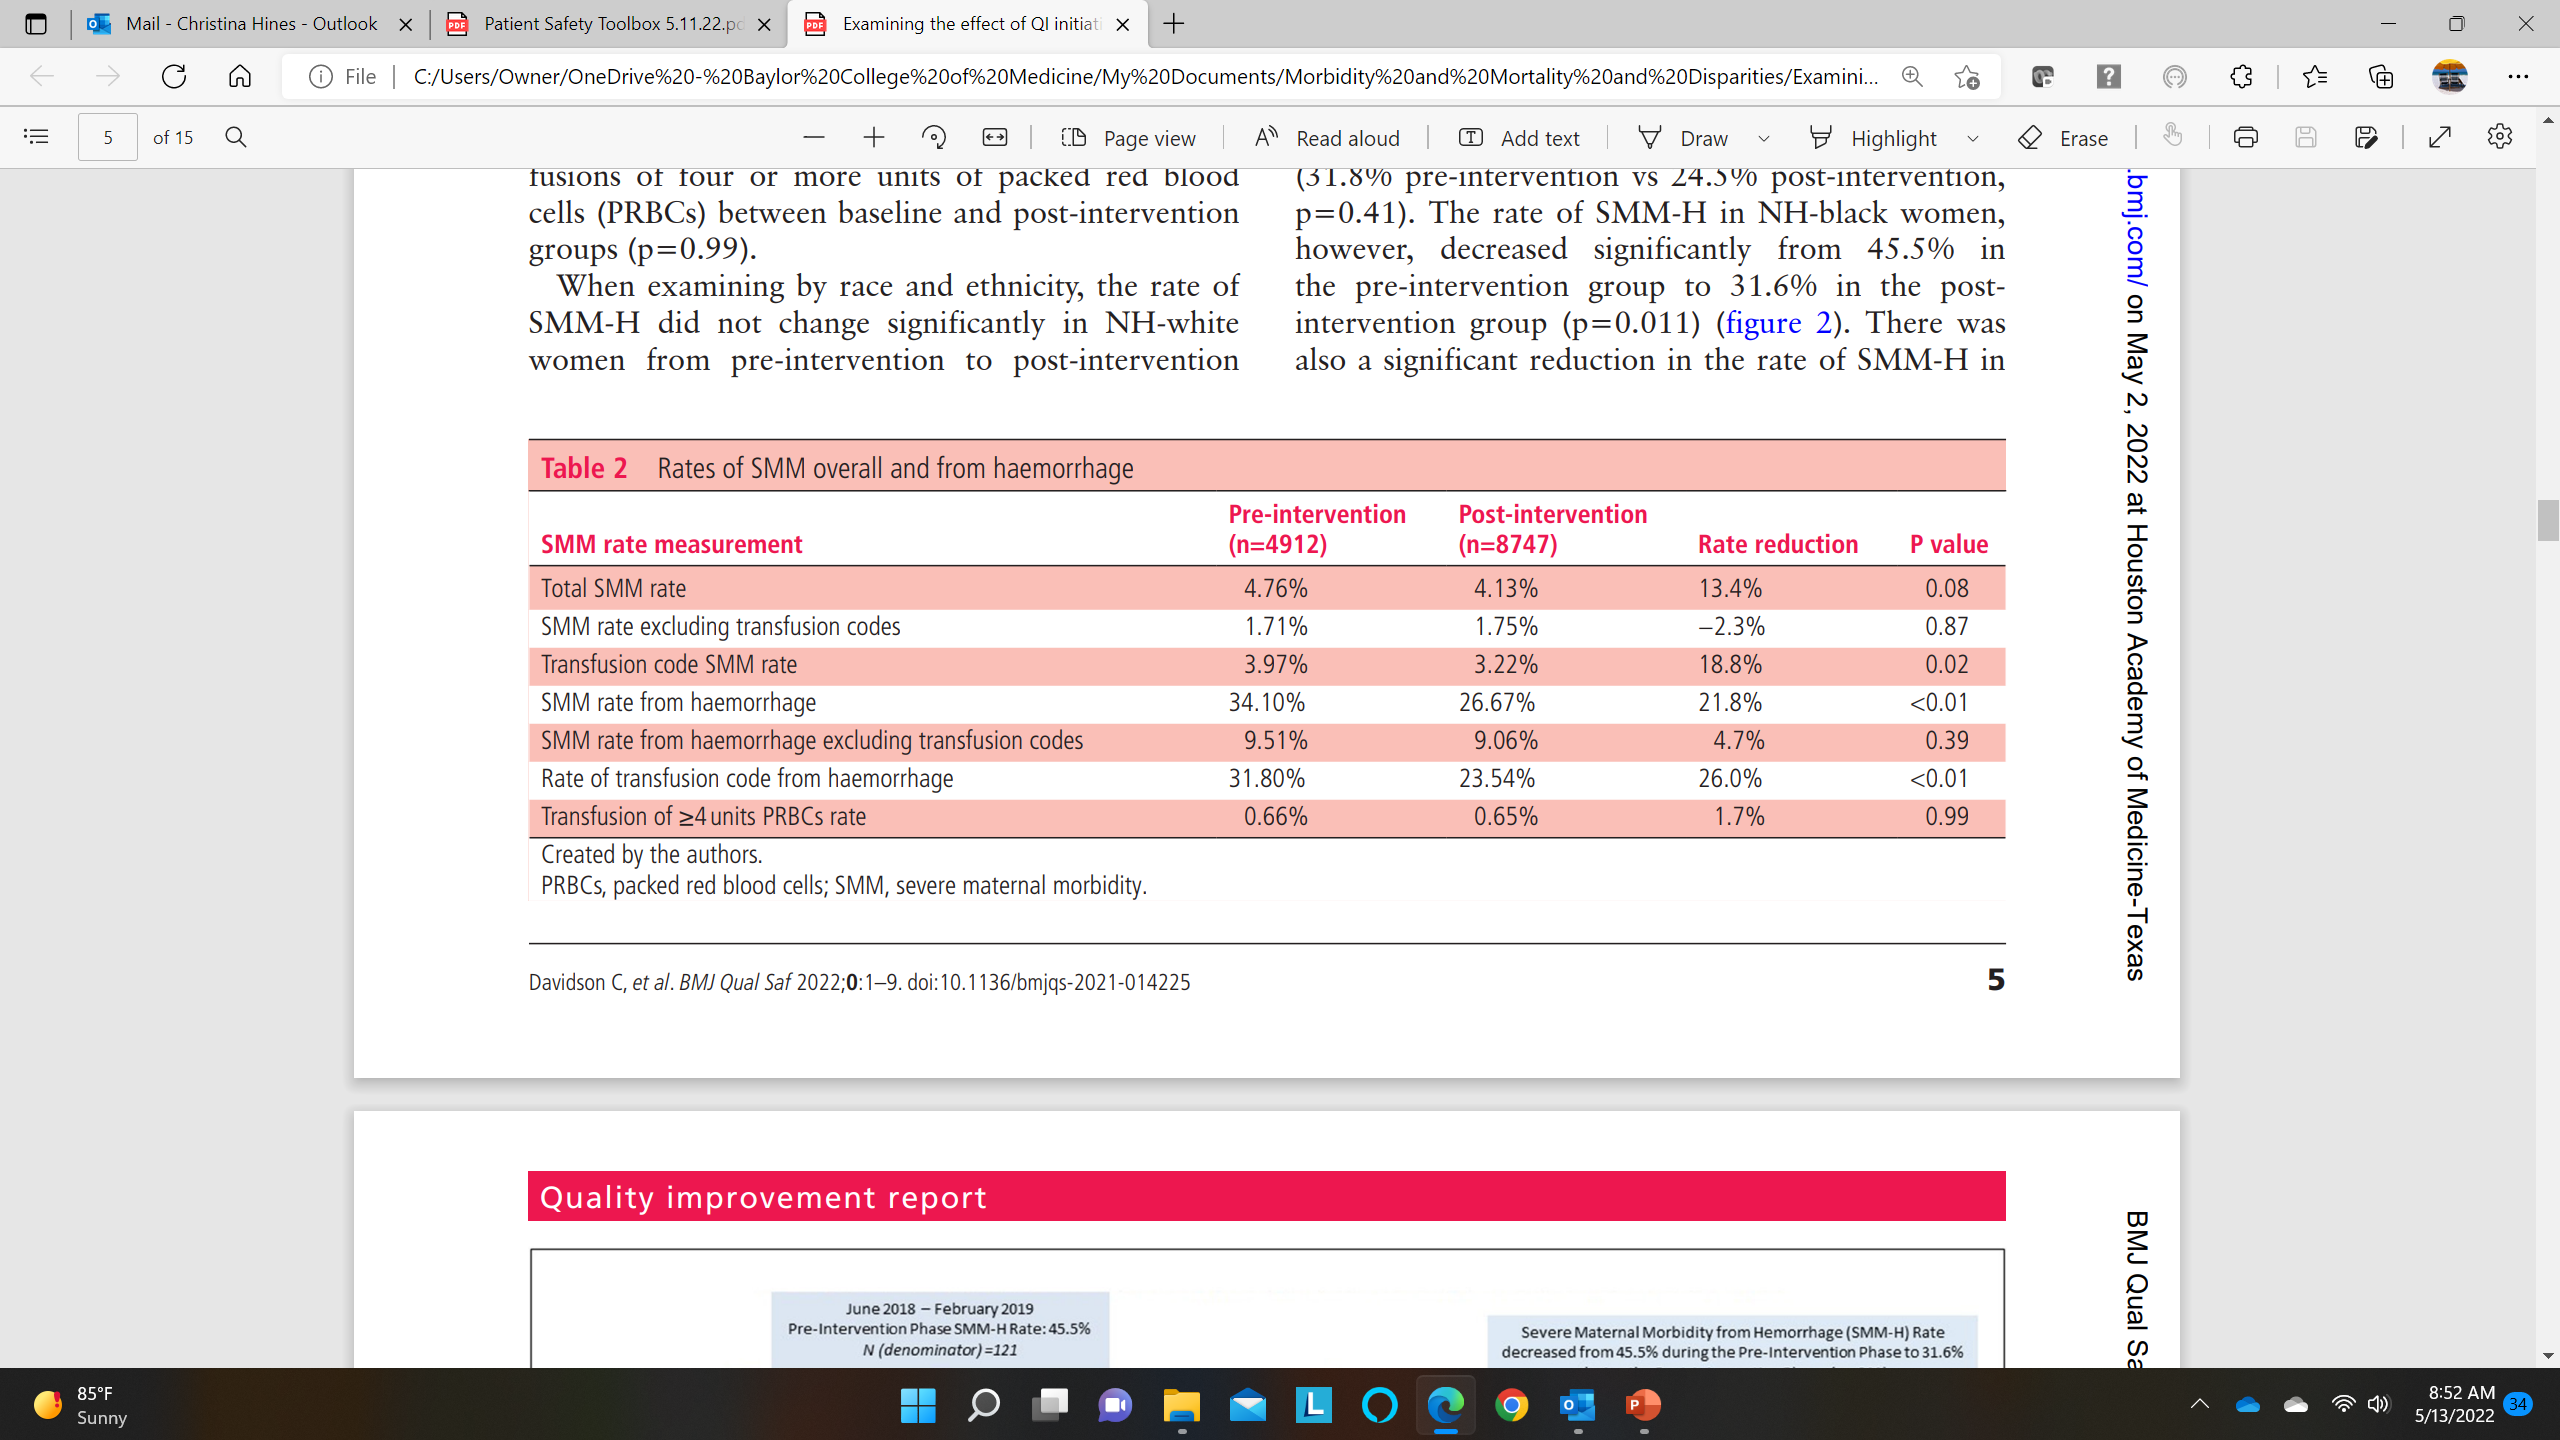 Mail - Christina Hines - Outlook
Patient Safety Toolbox 5.11.22.pd
Examining the effect of QI initiati
File
C:/Users/Owner/OneDrive%20-%20Baylor%20College%20of%20Medicine/My%20Documents/Morbidity%20and%20Mortality%20and%20Disparities/Examini...
5
of 15
Page view
Read aloud
Add text
Draw
Highlight
Erase
fusions of four or more units of packed red blood
cells (PRBCs) between baseline and post-intervention
groups (p=0.99).
When examining by race and ethnicity, the rate of
SMM-H did not change significantly in NH-white
women from pre-intervention to post-intervention
(31.8% pre-intervention vs 24.5% post-intervention,
p=0.41). The rate of SMM-H in NH-black women,
however, decreased significantly from 45.5% in
the pre-intervention group to 31.6% in the post-
intervention group (p=0.011) (figure 2). There was
also a significant reduction in the rate of SMM-H in
Table 2 Rates of SMM overall and from haemorrhage
SMM rate measurement Pre-intervention (n=4912) Post-intervention (n=8747) Rate reduction P value
Total SMM rate 4.76% 4.13% 13.4% 0.08
SMM rate excluding transfusion codes 1.71% 1.75% –2.3% 0.87
Transfusion code SMM rate 3.97% 3.22% 18.8% 0.02
SMM rate from haemorrhage 34.10% 26.67% 21.8% <0.01
SMM rate from haemorrhage excluding transfusion codes 9.51% 9.06% 4.7% 0.39
Rate of transfusion code from haemorrhage 31.80% 23.54% 26.0% <0.01
Transfusion of ≥4 units PRBCs rate 0.66% 0.65% 1.7% 0.99
Created by the authors.
PRBCs, packed red blood cells; SMM, severe maternal morbidity.
Davidson C, et al. BMJ Qual Saf 2022;0:1–9. doi:10.1136/bmjqs-2021-014225
5
.bmj.com/ on May 2, 2022 at Houston Academy of Medicine-Texas
Quality improvement report
June 2018 – February 2019
Pre-Intervention Phase SMM-H Rate: 45.5%
N (denominator) =121
Severe Maternal Morbidity from Hemorrhage (SMM-H) Rate
decreased from 45.5% during the Pre-Intervention Phase to 31.6%
BMJ Qual Sa
85°F
Sunny
8:52 AM
5/13/2022
34